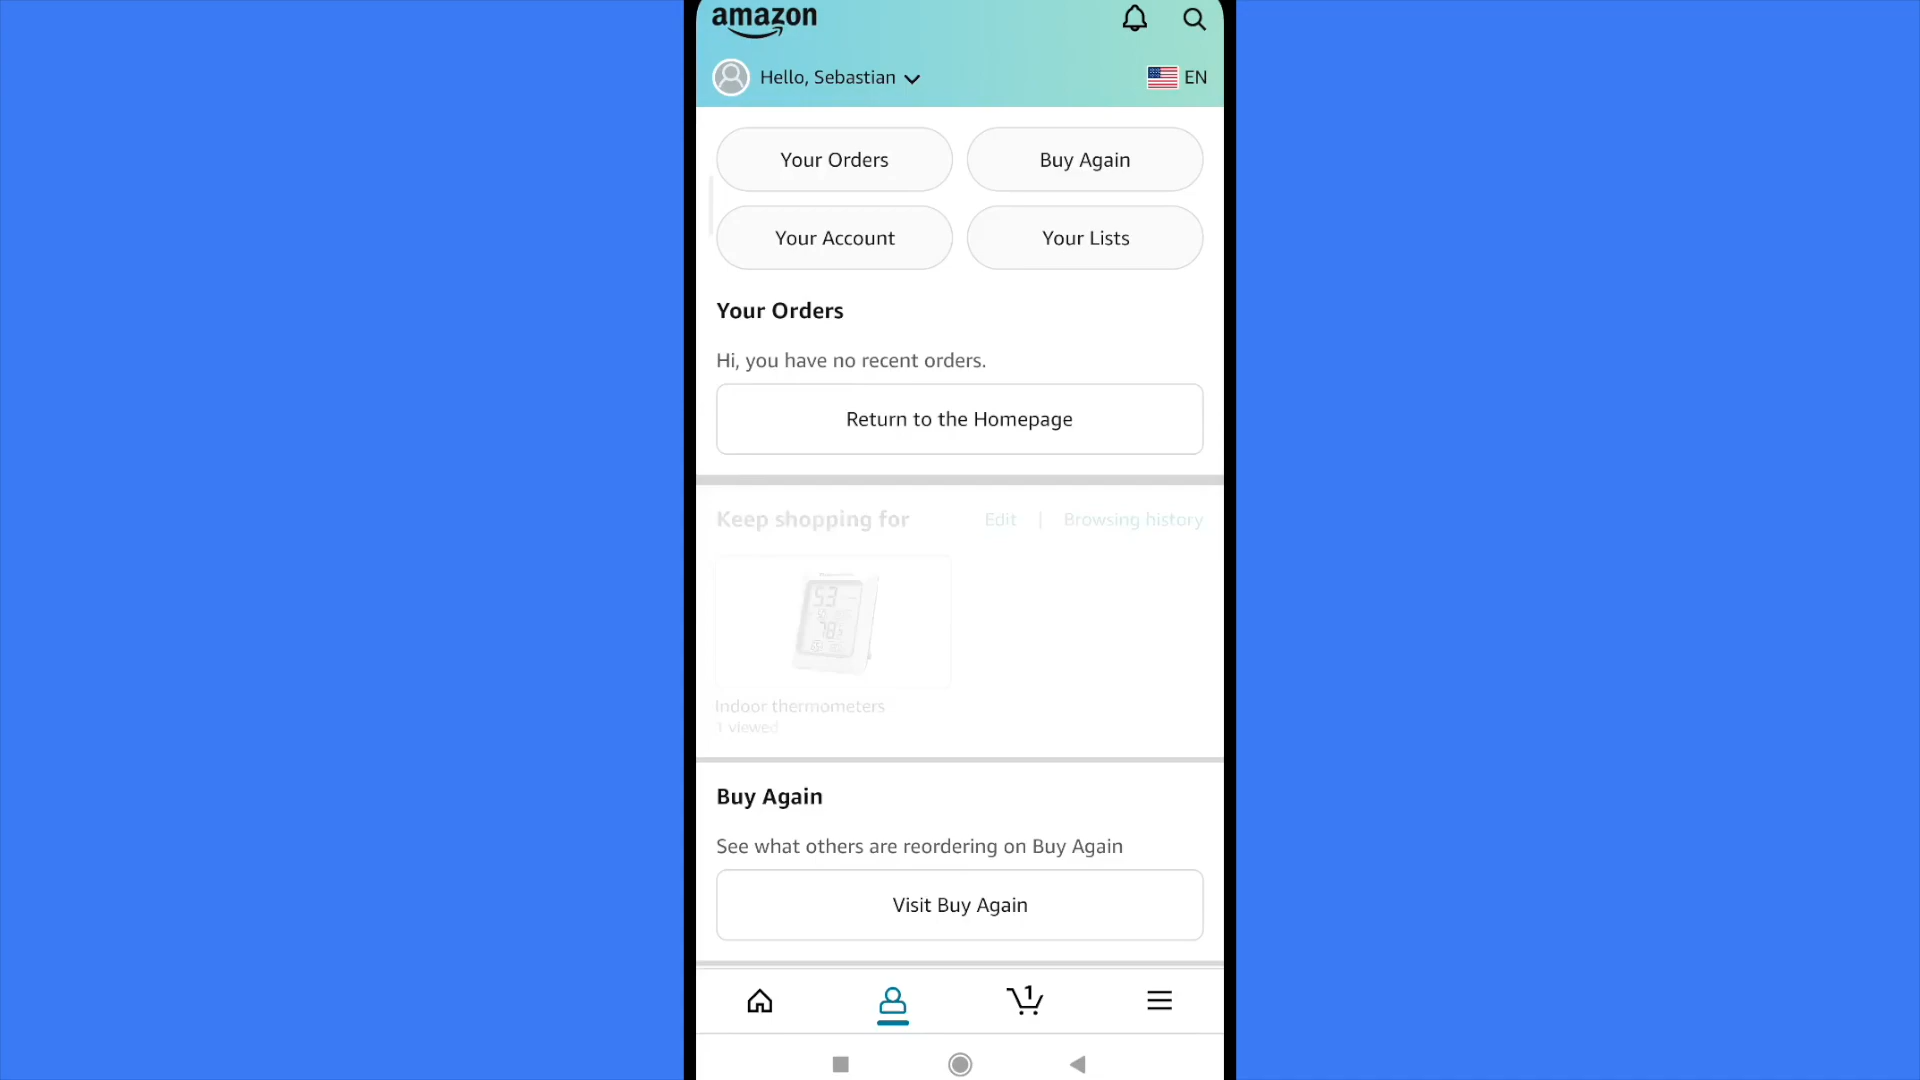 amazon
Hello, Sebastian
EN
Your Orders
Buy Again
Your Account
Your Lists
Your Orders
Hi, you have no recent orders.
Return to the Homepage
Keep shopping for
Edit | Browsing history
53
78
Indoor thermometers
1 viewed
Buy Again
See what others are reordering on Buy Again
Visit Buy Again
1